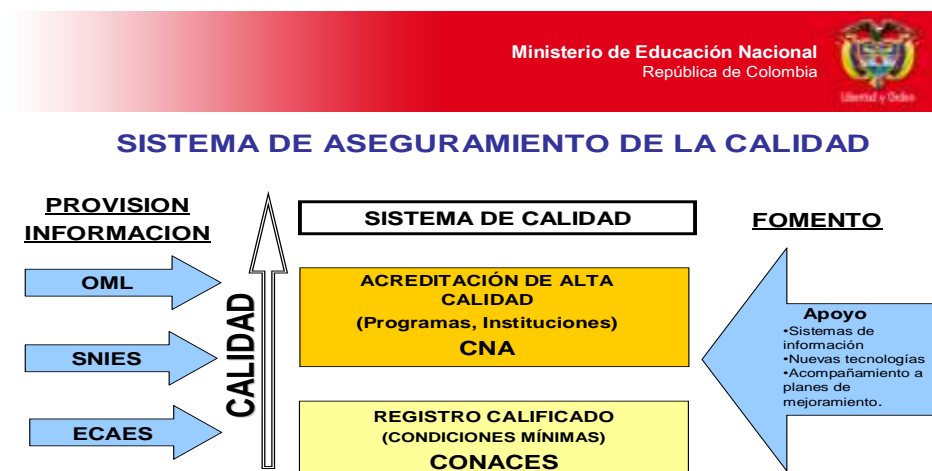 Ministerio de Educación Nacional
República de Colombia
Libertad y Orden
SISTEMA DE ASEGURAMIENTO DE LA CALIDAD
PROVISION
INFORMACION
OML
SNIES
ECAES
CALIDAD
SISTEMA DE CALIDAD
ACREDITACIÓN DE ALTA
CALIDAD
(Programas, Instituciones)
CNA
REGISTRO CALIFICADO
(CONDICIONES MÍNIMAS)
CONACES
FOMENTO
Apoyo
•Sistemas de
información
•Nuevas tecnologías
•Acompañamiento a
planes de
mejoramiento.